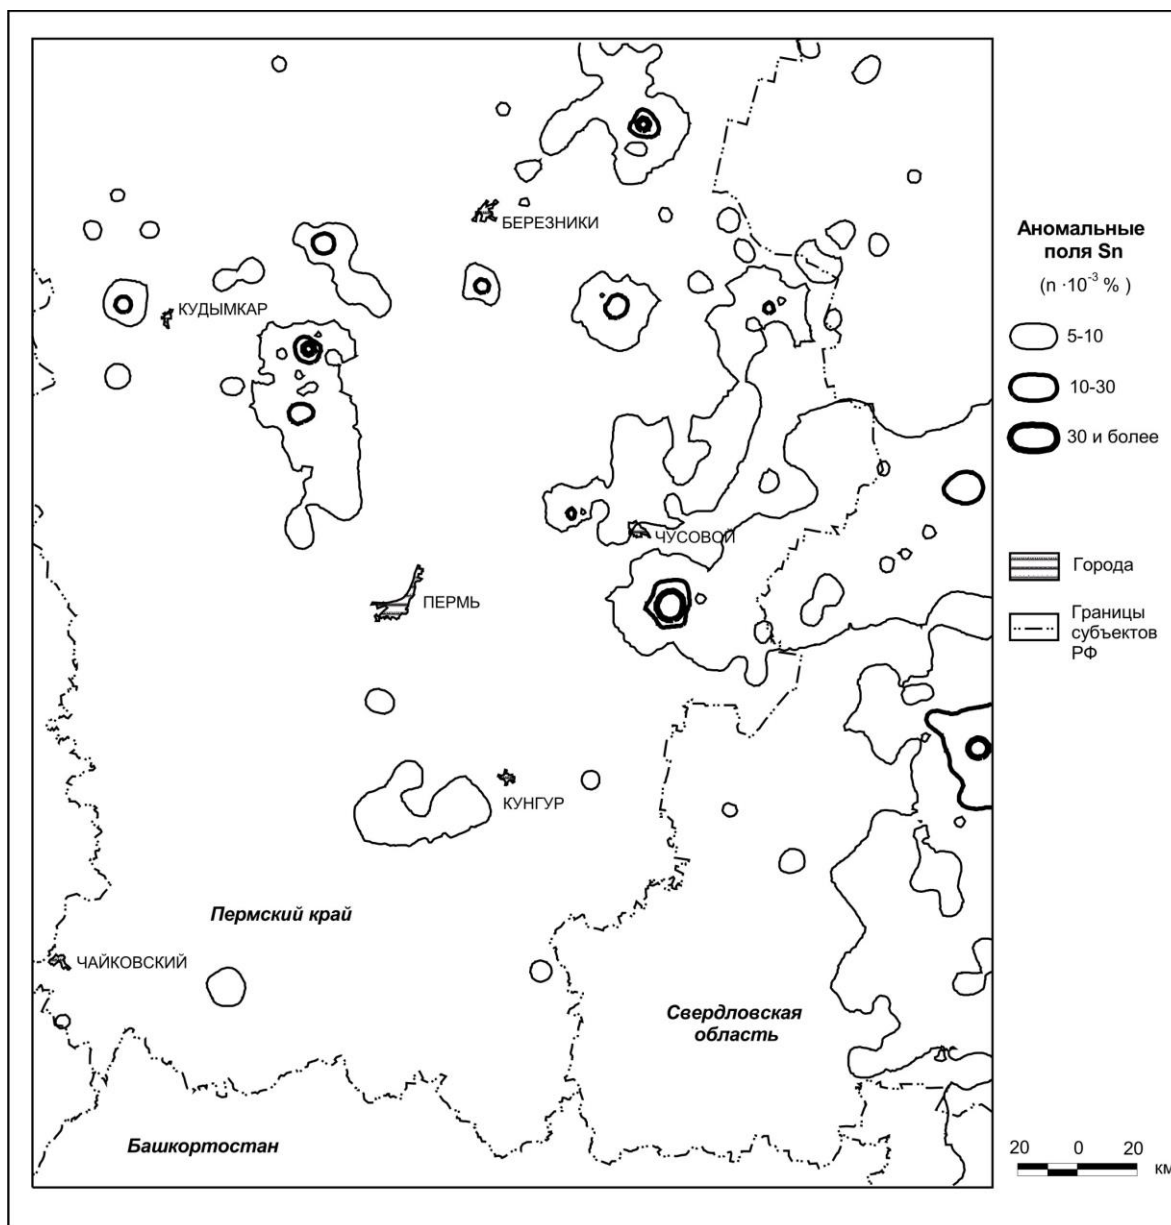 БЕРЕЗНИКИ
КУДЫМКАР
ЧУСОВОЙ
ПЕРМЬ
КУНГУР
Пермский край
ЧАЙКОВСКИЙ
Свердловская
область
Башкортостан
Аномальные
поля Sn
(n ·10⁻³ % )
5-10
10-30
30 и более
Города
Границы
субъектов
РФ
20 0 20
км